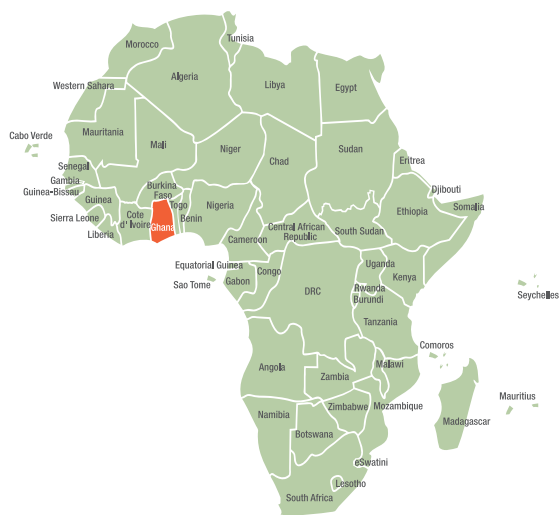 Tunisia
Morocco
Algeria
Libya
Egypt
Western Sahara
Mauritania
Mali
Niger
Chad
Sudan
Eritrea
Cabo Verde
Senegal
Gambia
Guinea-Bissau
Guinea
Sierra Leone
Liberia
Cote
d' Ivoire
Burkina
Faso
Ghana
Togo
Benin
Nigeria
Cameroon
Central African
Republic
South Sudan
Ethiopia
Djibouti
Somalia
Equatorial Guinea
Sao Tome
Gabon
Congo
DRC
Uganda
Kenya
Rwanda
Burundi
Tanzania
Seychelles
Comoros
Angola
Zambia
Malawi
Mozambique
Zimbabwe
Namibia
Botswana
Madagascar
Mauritius
eSwatini
Lesotho
South Africa